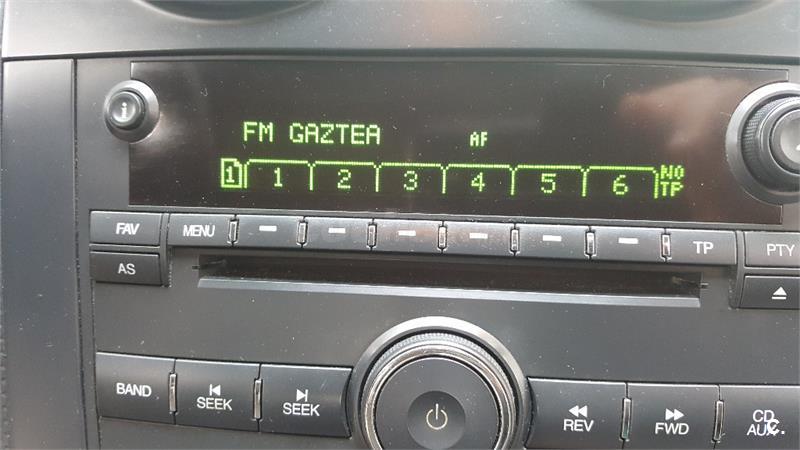 i
FM GAZTEA AF
1 1 2 3 4 5 6 NO
TP
FAV MENU TP PTY
AS
BAND SEEK SEEK REV FWD CD
AUX
C.